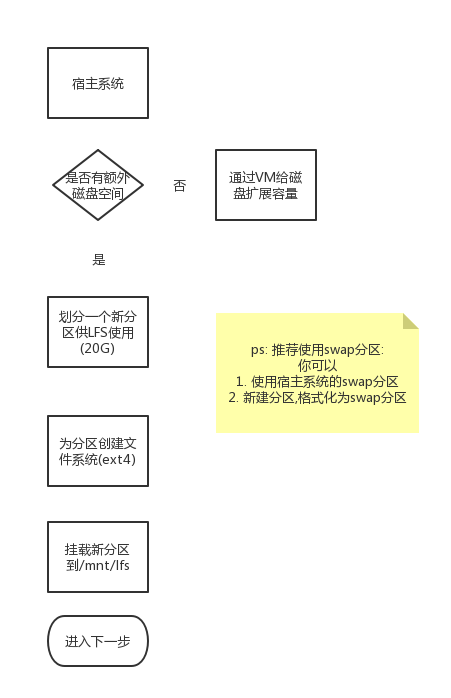 宿主系统
是否有额外
磁盘空间
否
通过VM给磁
盘扩展容量
是
划分一个新分
区供LFS使用
(20G)
ps: 推荐使用swap分区:
你可以
1. 使用宿主系统的swap分区
2. 新建分区,格式化为swap分区
为分区创建文
件系统(ext4)
挂载新分区
到/mnt/lfs
进入下一步